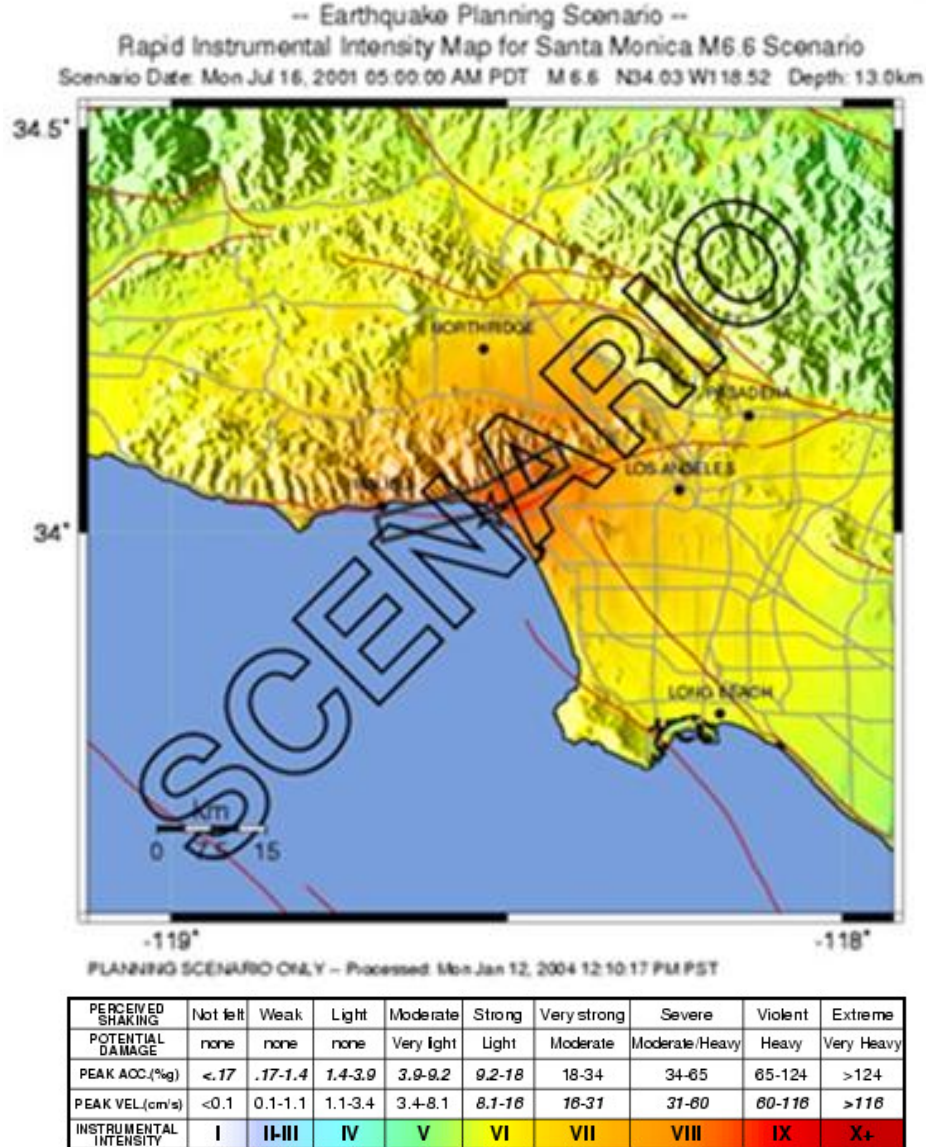 -- Earthquake Planning Scenario --
Rapid Instrumental Intensity Map for Santa Monica M6.6 Scenario
Scenario Date: Mon Jul 16, 2001 05:00:00 AM PDT M 6.6 N34.03 W118.52 Depth: 13.0km
34.5°
NORTHRIDGE
PASADENA
LOS ANGELES
34°
SCENARIO
LONG BEACH
km
0 7.5 15
-119° -118°
PLANNING SCENARIO ONLY -- Processed: Mon Jan 12, 2004 12:10:17 PM PST
PERCEIVED SHAKING Not felt Weak Light Moderate Strong Very strong Severe Violent Extreme
POTENTIAL DAMAGE none none none Very light Light Moderate Moderate/Heavy Heavy Very Heavy
PEAK ACC.(%g) <.17 .17-1.4 1.4-3.9 3.9-9.2 9.2-18 18-34 34-65 65-124 >124
PEAK VEL.(cm/s) <0.1 0.1-1.1 1.1-3.4 3.4-8.1 8.1-16 16-31 31-60 60-116 >116
INSTRUMENTAL INTENSITY I II-III IV V VI VII VIII IX X+